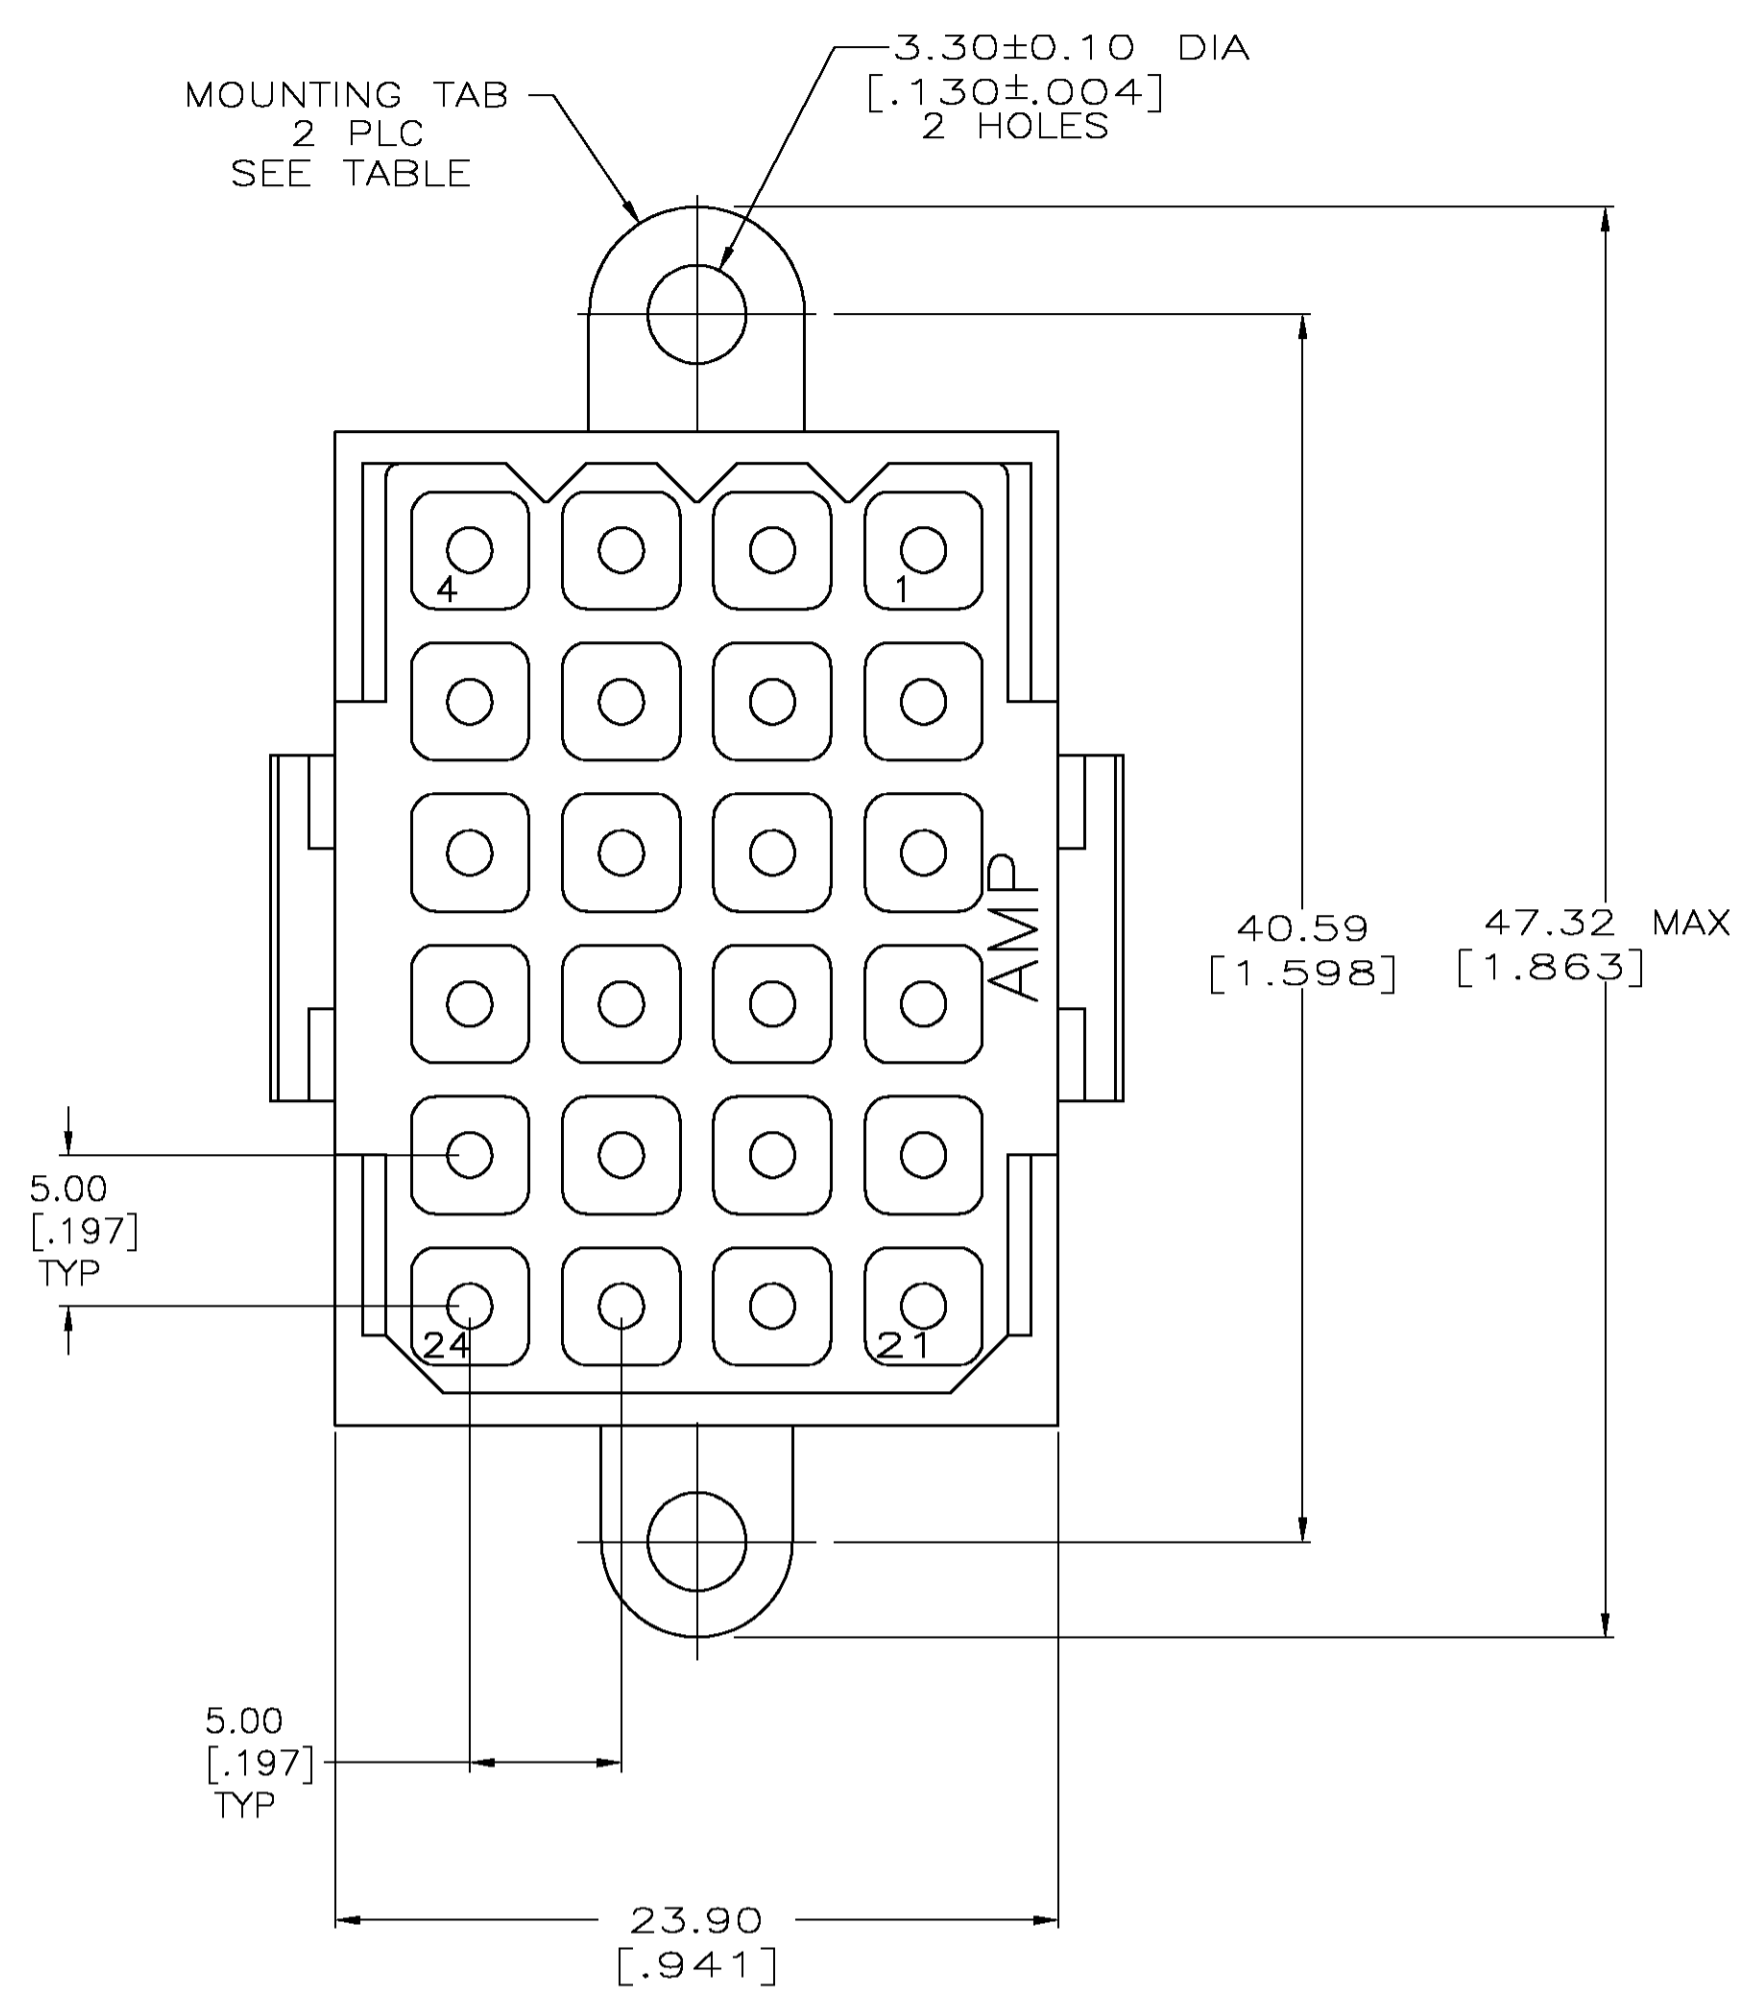 3.30±0.10 DIA
[.130±.004]
2 HOLES
MOUNTING TAB
2 PLC
SEE TABLE
4
1
AMP
40.59
[1.598]
47.32 MAX
[1.863]
5.00
[.197]
TYP
24
21
5.00
[.197]
TYP
23.90
[.941]